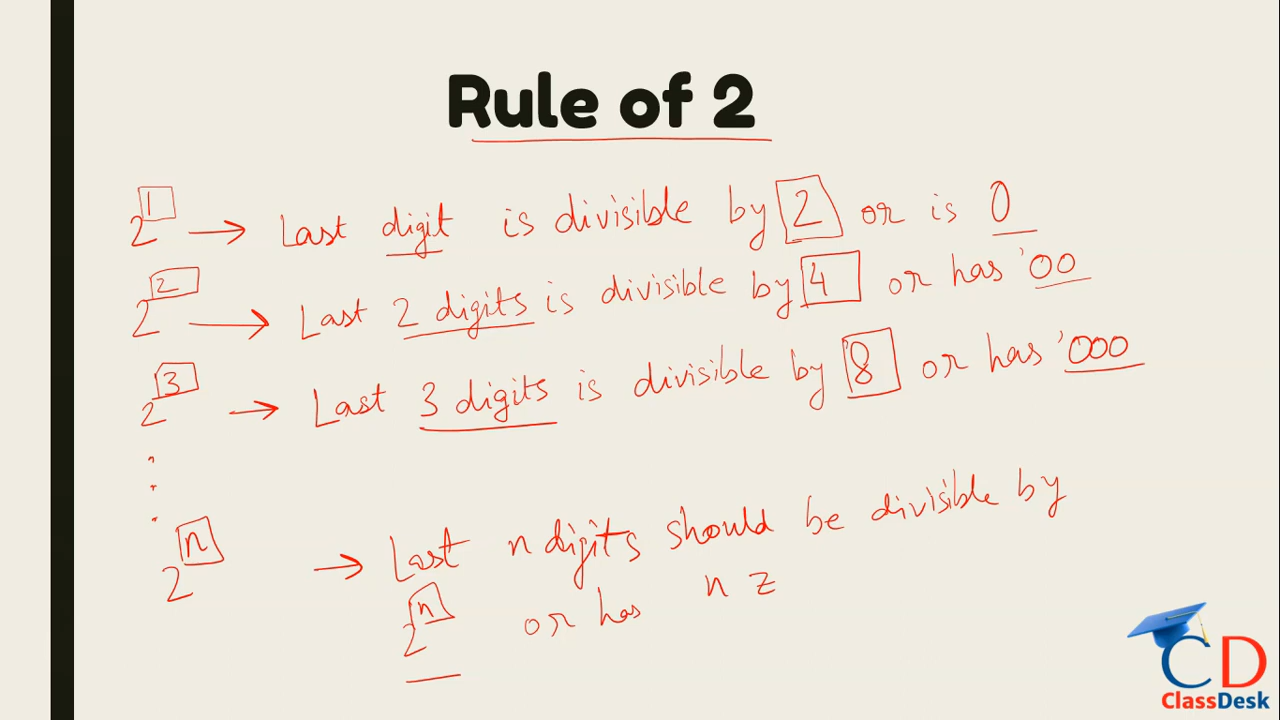 Rule of 2
2^1 → Last digit is divisible by 2 or is 0
2^2 → Last 2 digits is divisible by 4 or has '00
2^3 → Last 3 digits is divisible by 8 or has '000
⋮
2^n → Last n digits should be divisible by
2^n or has n z
CD
ClassDesk